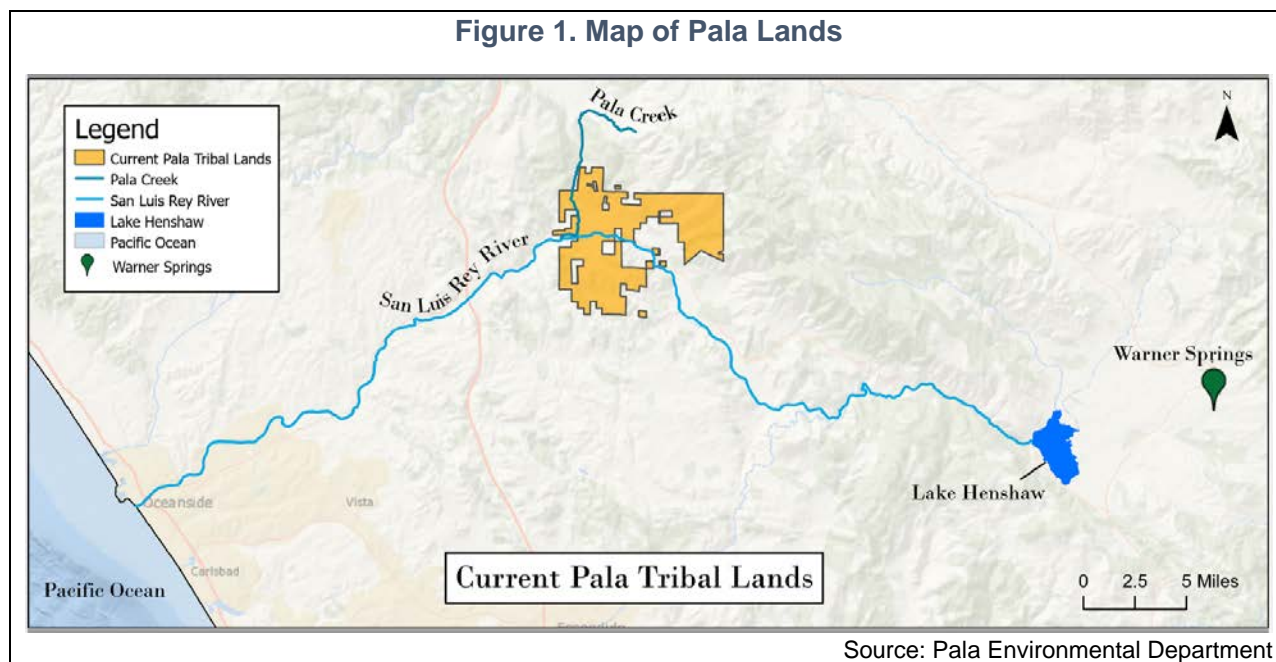 Figure 1. Map of Pala Lands
Legend
Current Pala Tribal Lands
Pala Creek
San Luis Rey River
Lake Henshaw
Pacific Ocean
Warner Springs
Pala Creek
N
San Luis Rey River
Warner Springs
Lake Henshaw
Oceanside
Vista
Carlsbad
Pacific Ocean
Current Pala Tribal Lands
0 2.5 5 Miles
Source: Pala Environmental Department